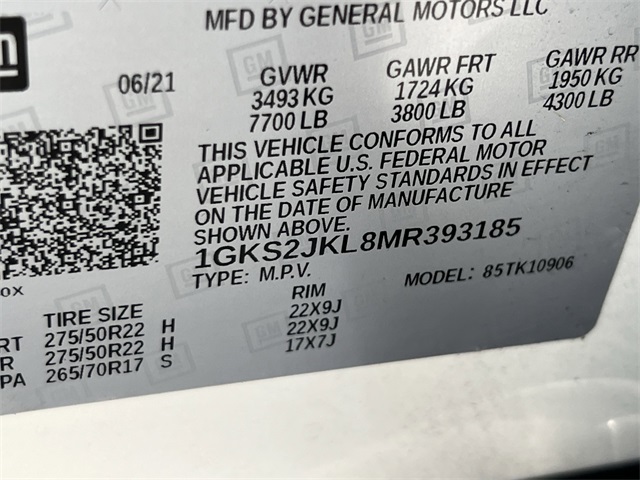 MFD BY GENERAL MOTORS LLC
GM
06/21
GVWR GAWR FRT GAWR RR
3493 KG 1724 KG 1950 KG
7700 LB 3800 LB 4300 LB
THIS VEHICLE CONFORMS TO ALL
APPLICABLE U.S. FEDERAL MOTOR
VEHICLE SAFETY STANDARDS IN EFFECT
ON THE DATE OF MANUFACTURE
SHOWN ABOVE.
1GKS2JKL8MR393185
TYPE: M.P.V. MODEL: 85TK10906
OX
TIRE SIZE RIM
RT 275/50R22 H 22X9J
R 275/50R22 H 22X9J
PA 265/70R17 S 17X7J